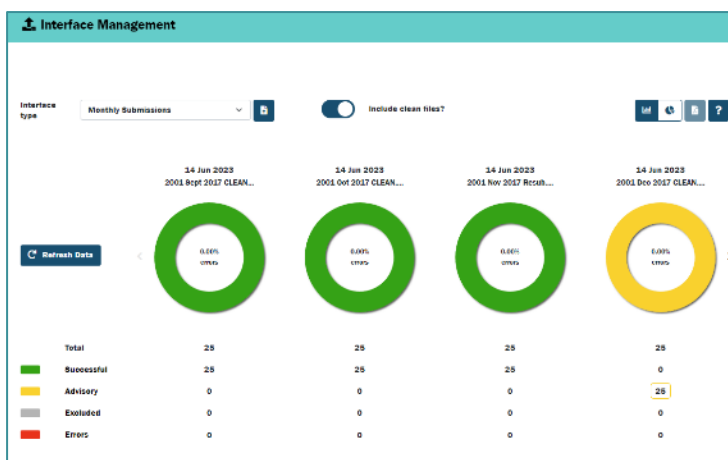 Interface Management
Interface type
Monthly Submissions
Include clean files?
?
14 Jun 2023
2001 Sept 2017 CLEAN...
14 Jun 2023
2001 Oct 2017 CLEAN....
14 Jun 2023
2001 Nov 2017 Resub...
14 Jun 2023
2001 Dec 2017 CLEAN...
Refresh Data
0.00%
errors
0.00%
errors
0.00%
errors
0.00%
errors
Total 25 25 25 25
Successful 25 25 25 0
Advisory 0 0 0 25
Excluded 0 0 0 0
Errors 0 0 0 0